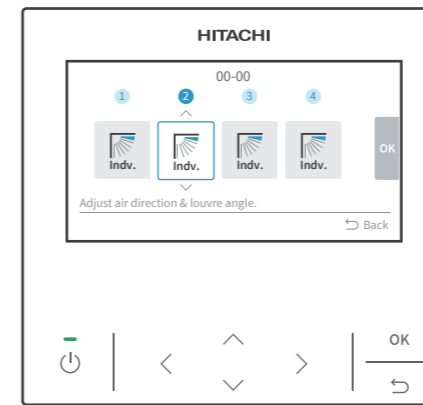 HITACHI
00-00
1 2 3 4
Indv. Indv. Indv. Indv.
OK
Adjust air direction & louvre angle.
Back
OK